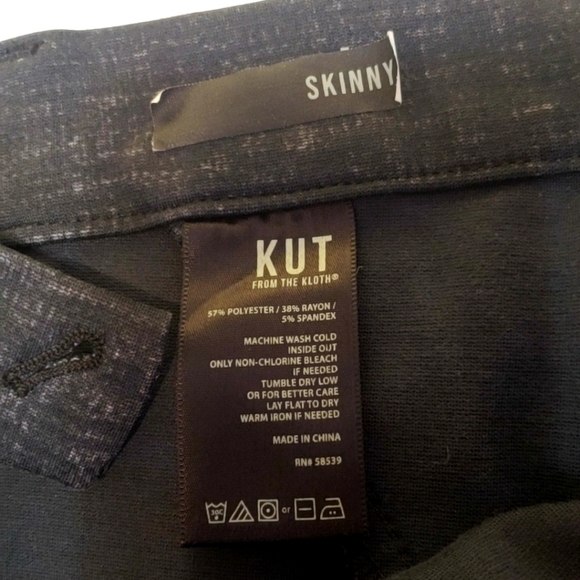 SKINNY
KUT
FROM THE KLOTH®
57% POLYESTER / 38% RAYON /
5% SPANDEX
MACHINE WASH COLD
INSIDE OUT
ONLY NON-CHLORINE BLEACH
IF NEEDED
TUMBLE DRY LOW
OR FOR BETTER CARE
LAY FLAT TO DRY
WARM IRON IF NEEDED
MADE IN CHINA
RN# 58539
30C or